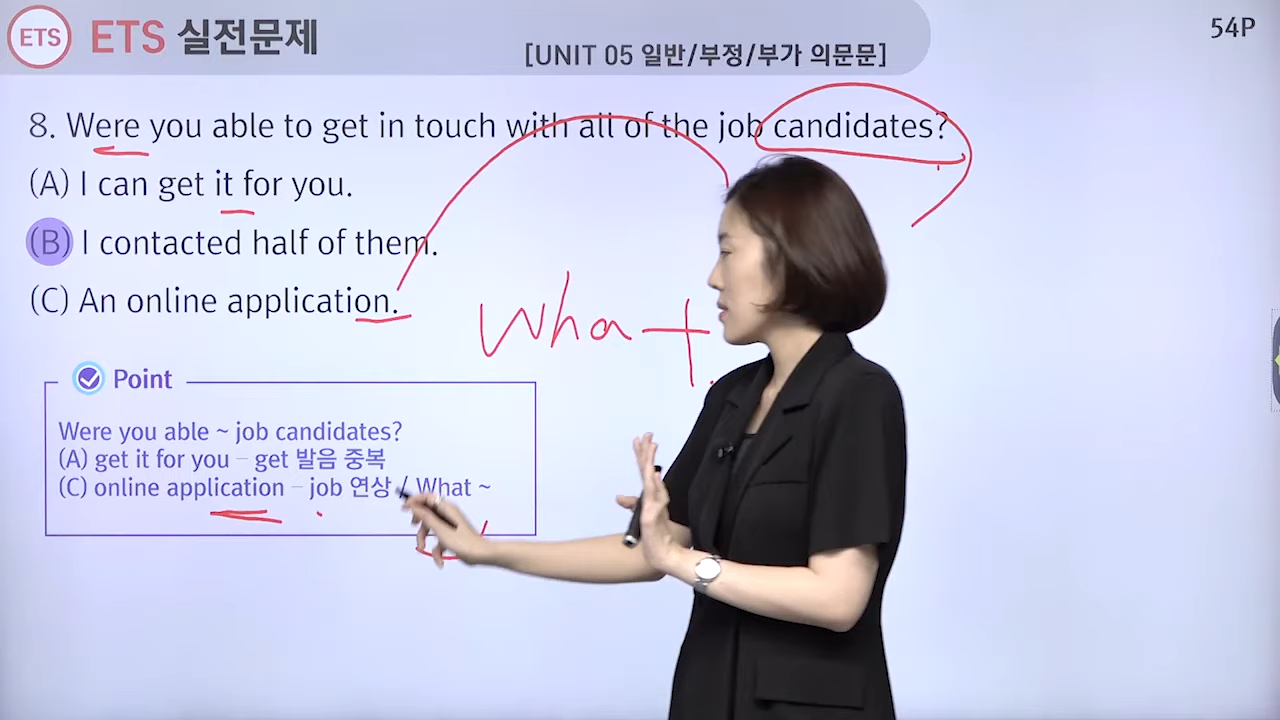 ETS ETS 실전문제
[UNIT 05 일반/부정/부가 의문문]
54P
8. Were you able to get in touch with all of the job candidates?
(A) I can get it for you.
(B) I contacted half of them.
(C) An online application.
What
Point
Were you able ~ job candidates?
(A) get it for you – get 발음 중복
(C) online application – job 연상 / What ~